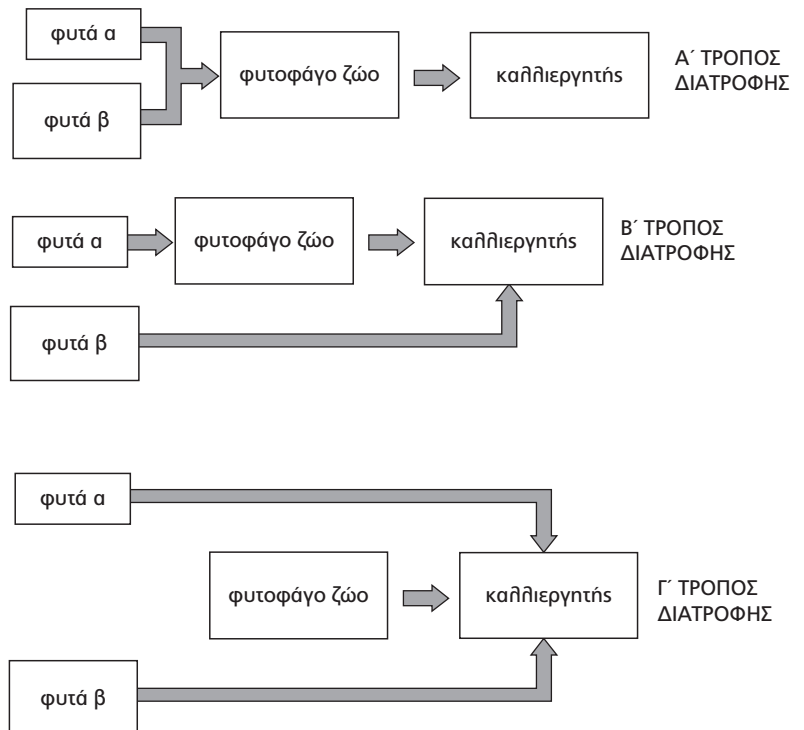 φυτά α
φυτοφάγο ζώο
καλλιεργητής
Α΄ ΤΡΟΠΟΣ
ΔΙΑΤΡΟΦΗΣ
φυτά β
φυτά α
φυτοφάγο ζώο
καλλιεργητής
Β΄ ΤΡΟΠΟΣ
ΔΙΑΤΡΟΦΗΣ
φυτά β
φυτά α
φυτοφάγο ζώο
καλλιεργητής
Γ΄ ΤΡΟΠΟΣ
ΔΙΑΤΡΟΦΗΣ
φυτά β